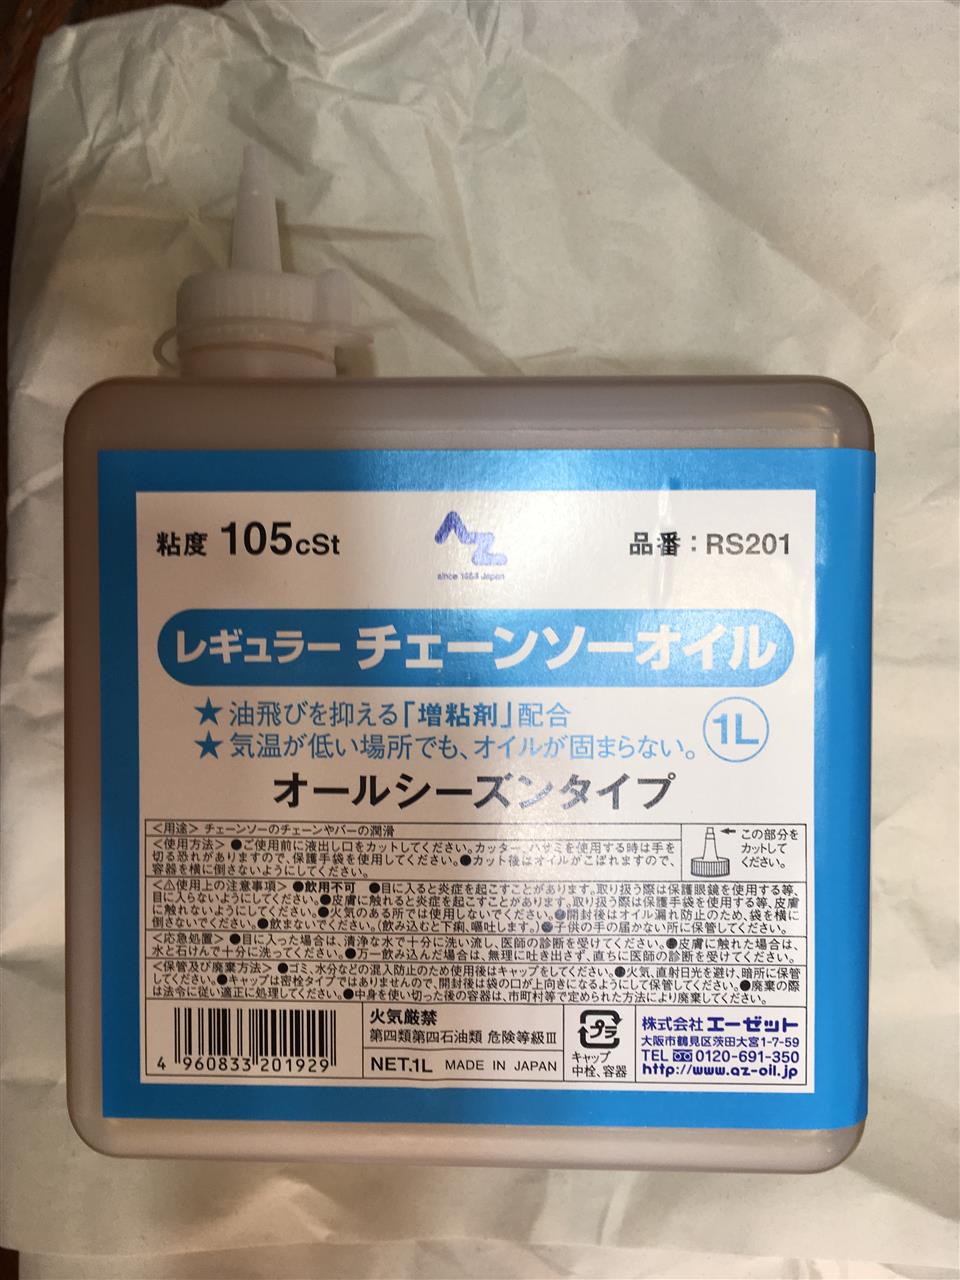 粘度 105cSt
AZ
since 1958 Japan
品番：RS201
レギュラー チェーンソーオイル
★ 油飛びを抑える「増粘剤」配合
★ 気温が低い場所でも、オイルが固まらない。
1L
オールシーズンタイプ
＜用途＞ チェーンソーのチェーンやバーの潤滑
＜使用方法＞ ●ご使用前に液出し口をカットしてください。カッター、ハサミを使用する時は手を
切る恐れがありますので、保護手袋を使用してください。●カット後はオイルがこぼれますので、
容器を横に倒さないようにしてください。
この部分を
カットして
ください。
＜⚠使用上の注意事項＞ ●飲用不可 ●目に入ると炎症を起こすことがあります。取り扱う際は保護眼鏡を使用する等、
目に入らないようにしてください。●皮膚に触れると炎症を起こすことがあります。取り扱う際は保護手袋を使用する等、皮膚
に触れないようにしてください。●火気のある所では使用しないでください。●開封後はオイル漏れ防止のため、袋を横に
倒さないでください。●飲まないでください。(飲み込むと下痢、嘔吐します。)●子供の手の届かない所に保管してください。
＜応急処置＞ ●目に入った場合は、清浄な水で十分に洗い流し、医師の診断を受けてください。●皮膚に触れた場合は、
水と石けんで十分に洗ってください。●万一飲み込んだ場合は、無理に吐き出さず、直ちに医師の診断を受けてください。
＜保管及び廃棄方法＞ ●ゴミ、水分などの混入防止のため使用後はキャップをしてください。●火気、直射日光を避け、暗所に保管
してください。●キャップは密栓タイプではありませんので、開封後は袋の口が上向きになるようにして保管してください。●廃棄の際
は法令に従い適正に処理してください。●中身を使い切った後の容器は、市町村等で定められた方法により廃棄してください。
4 960833 201929
火気厳禁
第四類第四石油類 危険等級Ⅲ
NET.1L MADE IN JAPAN
プラ
キャップ
中栓、容器
株式会社 エーゼット
大阪市鶴見区茨田大宮1-7-59
TEL 0120-691-350
http://www.az-oil.jp